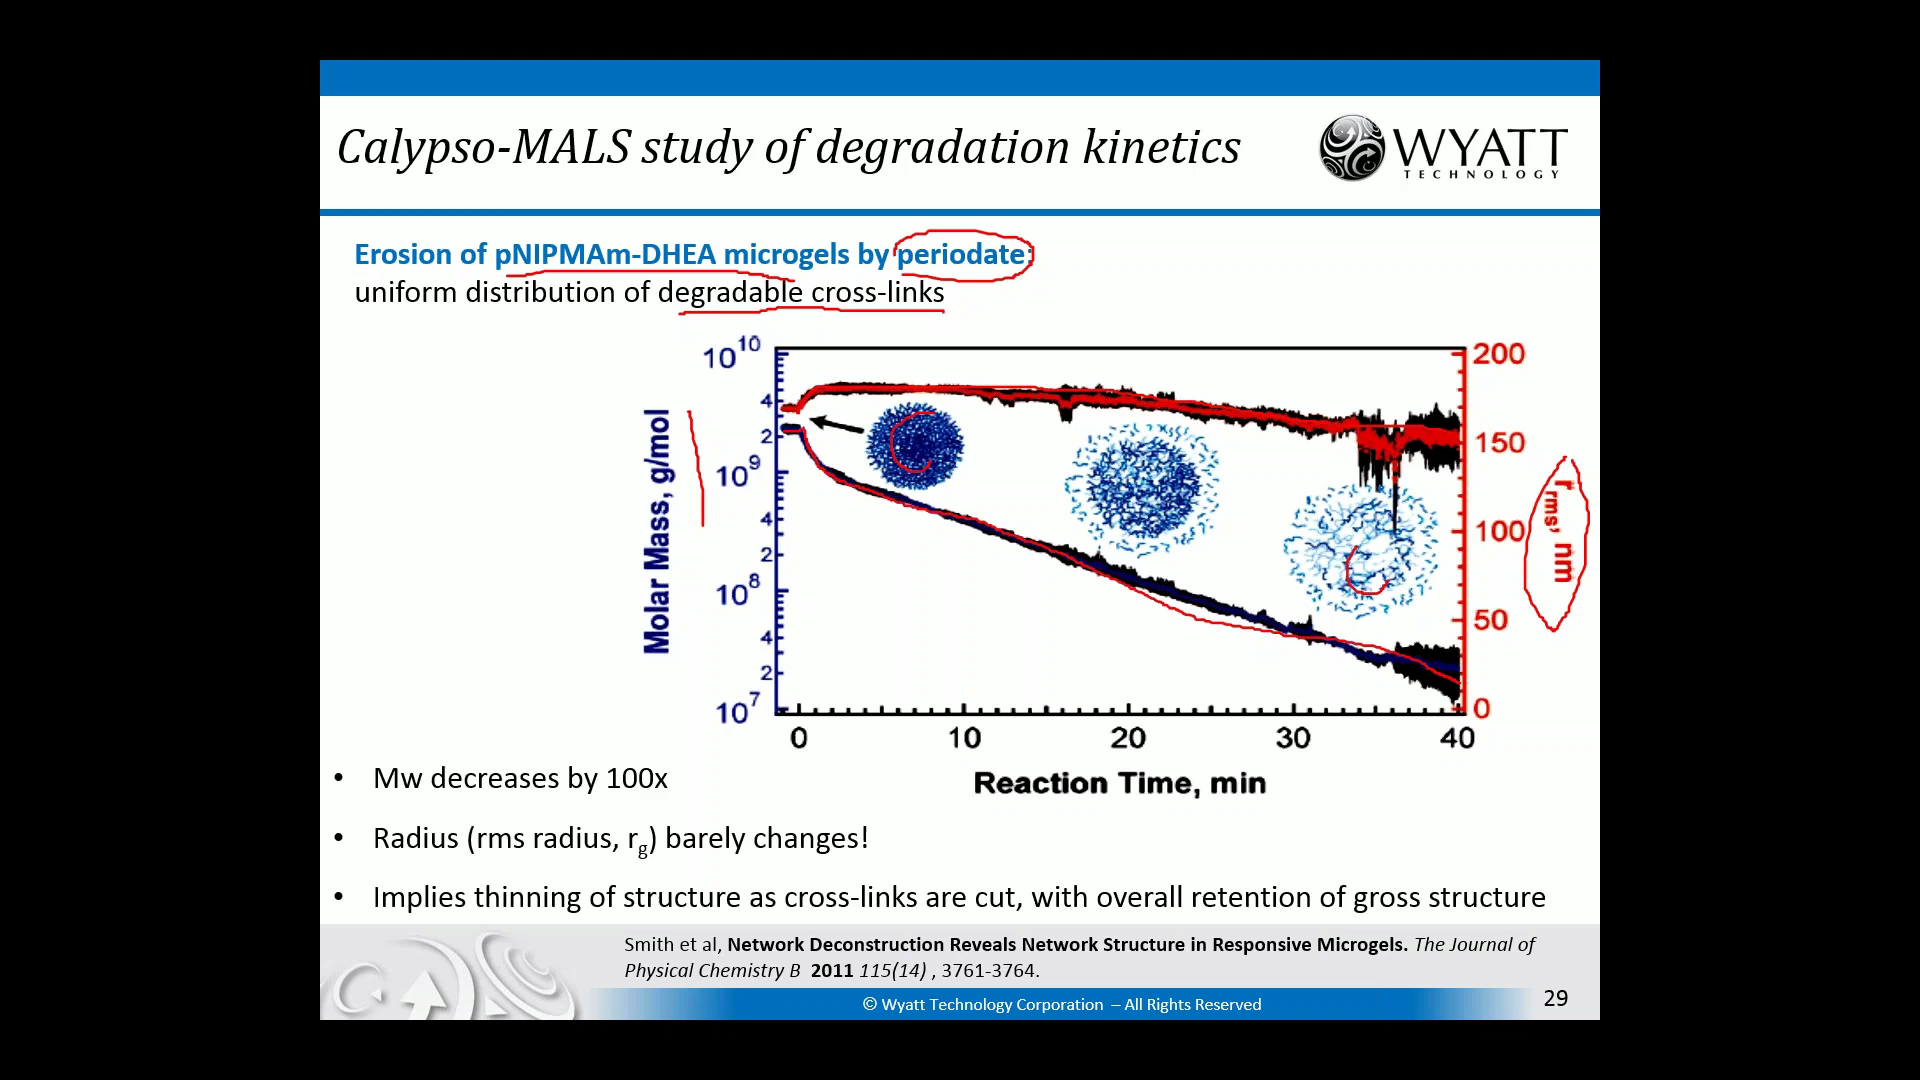 Calypso-MALS study of degradation kinetics
WYATT
TECHNOLOGY
Erosion of pNIPMAm-DHEA microgels by periodate:
uniform distribution of degradable cross-links
10^10
4
2
10^9
4
2
10^8
4
2
10^7
Molar Mass, g/mol
200
150
100
50
0
r_rms, nm
0 10 20 30 40
Reaction Time, min
• Mw decreases by 100x
• Radius (rms radius, r_g) barely changes!
• Implies thinning of structure as cross-links are cut, with overall retention of gross structure
Smith et al, Network Deconstruction Reveals Network Structure in Responsive Microgels. The Journal of
Physical Chemistry B 2011 115(14) , 3761-3764.
© Wyatt Technology Corporation – All Rights Reserved
29